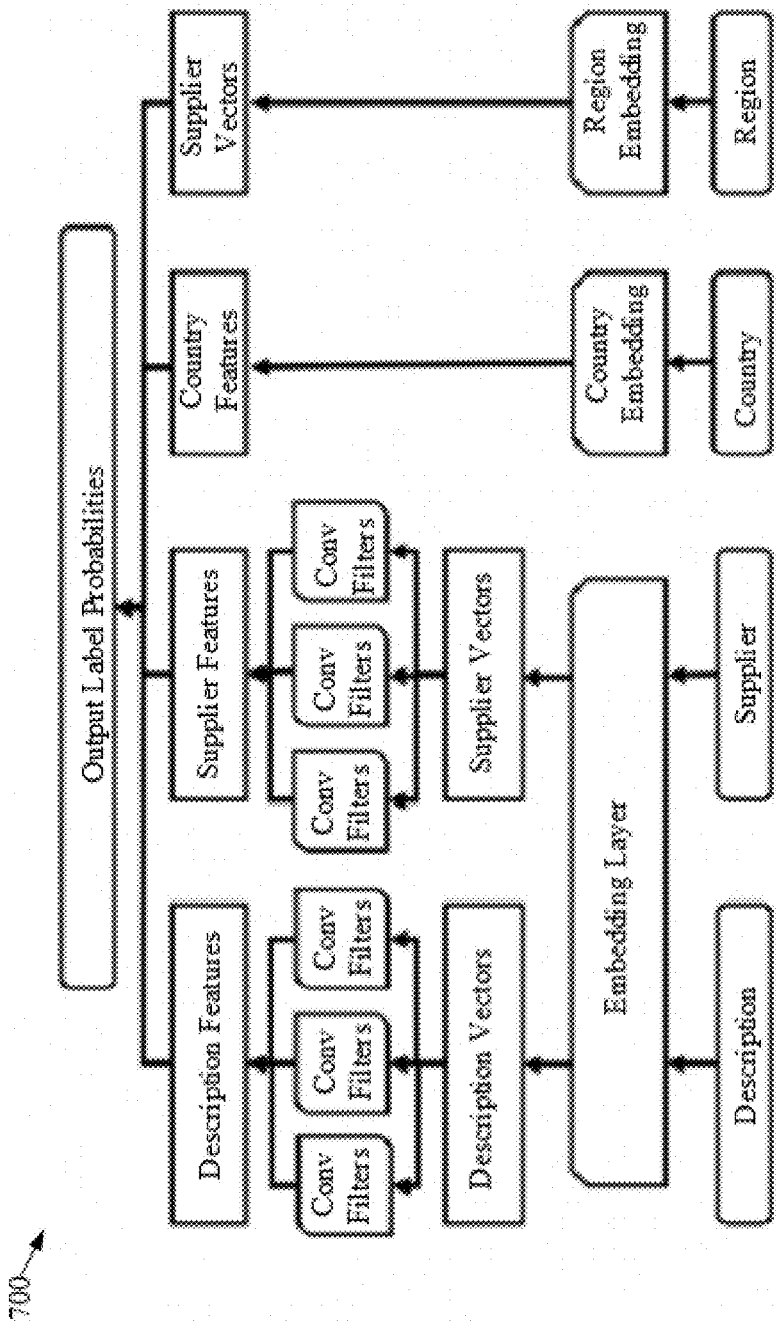 700
Output Label Probabilities
Description Features
Supplier Features
Country
Features
Supplier
Vectors
Conv
Filters
Conv
Filters
Conv
Filters
Conv
Filters
Conv
Filters
Conv
Filters
Description Vectors
Supplier Vectors
Embedding Layer
Country
Embedding
Region
Embedding
Description
Supplier
Country
Region